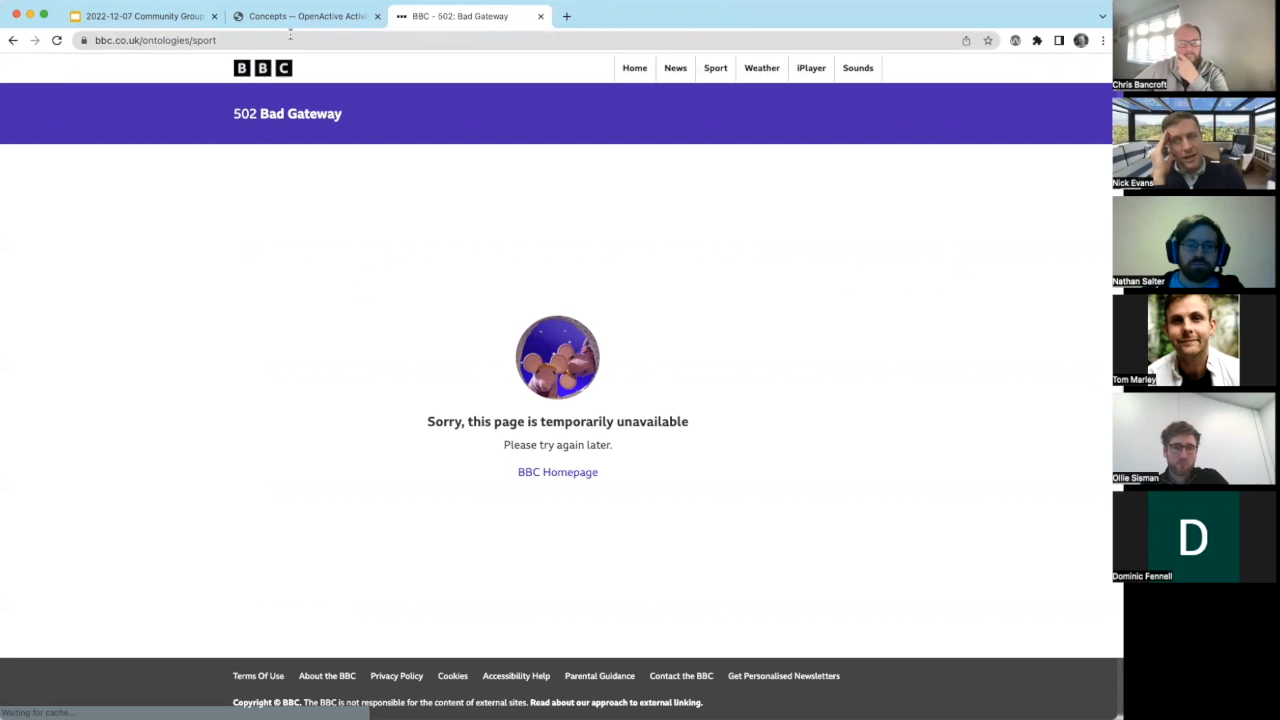 2022-12-07 Community Group
Concepts — OpenActive Activi
BBC - 502: Bad Gateway
bbc.co.uk/ontologies/sport
BBC
Home
News
Sport
Weather
iPlayer
Sounds
502 Bad Gateway
Sorry, this page is temporarily unavailable
Please try again later.
BBC Homepage
Terms Of Use
About the BBC
Privacy Policy
Cookies
Accessibility Help
Parental Guidance
Contact the BBC
Get Personalised Newsletters
Copyright © BBC. The BBC is not responsible for the content of external sites. Read about our approach to external linking.
Waiting for cache...
Chris Bancroft
Nick Evans
Nathan Salter
Tom Marley
Ollie Sisman
D
Dominic Fennell